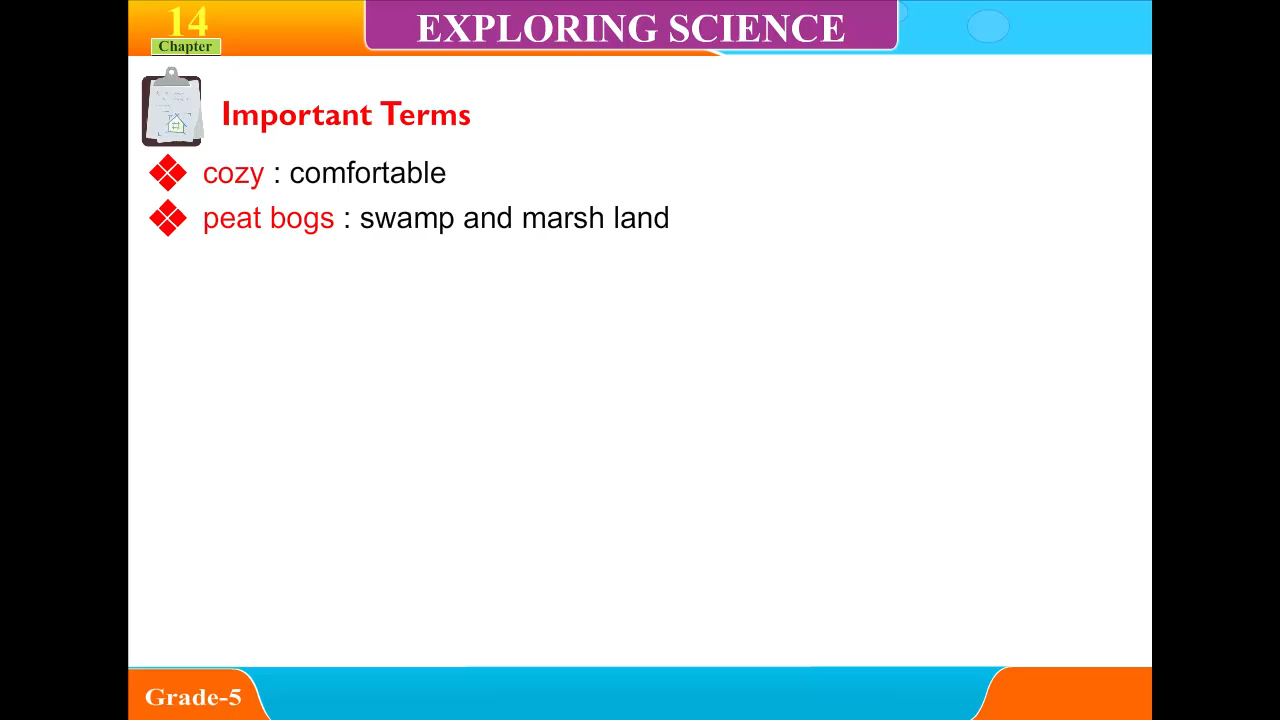 14
Chapter
EXPLORING SCIENCE
Important Terms
cozy : comfortable
peat bogs : swamp and marsh land
Grade-5